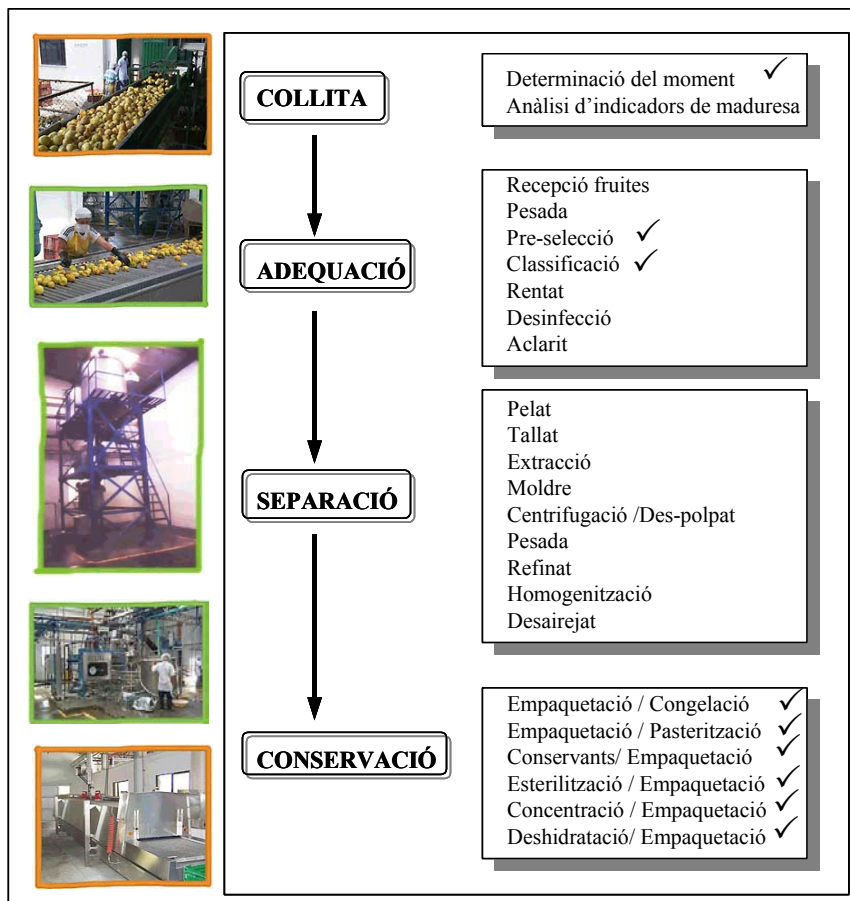 COLLITA
Determinació del moment ✓
Anàlisi d'indicadors de maduresa
ADEQUACIÓ
Recepció fruites
Pesada
Pre-selecció ✓
Classificació ✓
Rentat
Desinfecció
Aclarit
SEPARACIÓ
Pelat
Tallat
Extracció
Moldre
Centrifugació /Des-polpat
Pesada
Refinat
Homogenització
Desairejat
CONSERVACIÓ
Empaquetació / Congelació ✓
Empaquetació / Pasterització ✓
Conservants/ Empaquetació ✓
Esterilització / Empaquetació ✓
Concentració / Empaquetació ✓
Deshidratació/ Empaquetació ✓